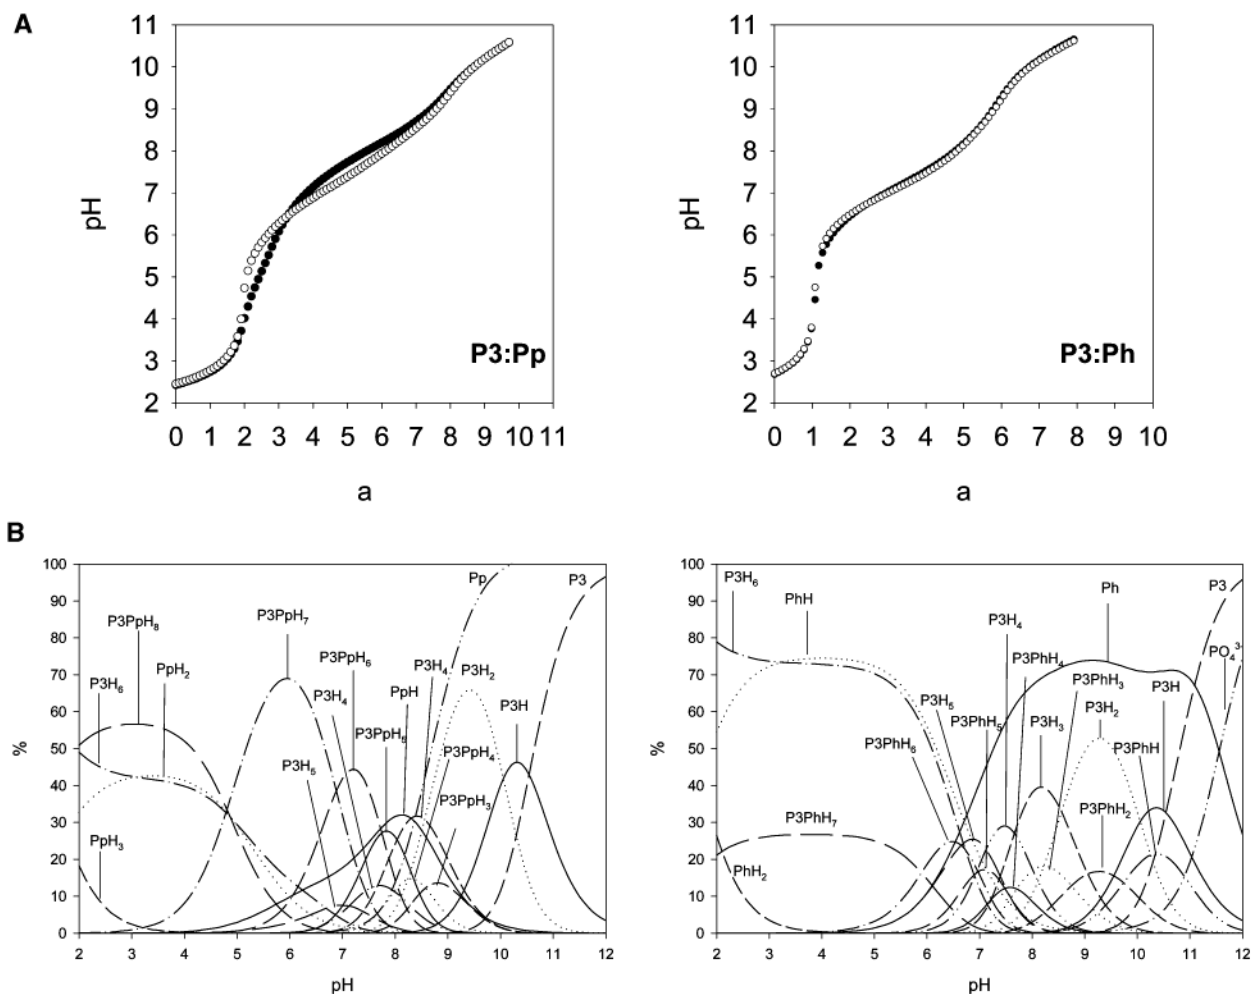 A
11
10
9
8
7
6
5
4
3
2
pH
P3:Pp
0 1 2 3 4 5 6 7 8 9 10 11
a
11
10
9
8
7
6
5
4
3
2
pH
P3:Ph
0 1 2 3 4 5 6 7 8 9 10
a
B
100
90
80
70
60
50
40
30
20
10
0
%
Pp
P3
P3PpH7
P3PpH8
P3PpH6
P3H4
P3H2
PpH2
P3H6
P3H4
PpH
P3H
P3PpH5
P3PpH4
P3H5
P3PpH3
PpH3
2 3 4 5 6 7 8 9 10 11 12
pH
100
90
80
70
60
50
40
30
20
10
0
%
P3H6
PhH
Ph
P3
P3H4
PO4 3-
P3PhH4
P3PhH3
P3H
P3H5
P3H2
P3PhH5
P3H3
P3PhH6
P3PhH
P3PhH2
P3PhH7
PhH2
2 3 4 5 6 7 8 9 10 11 12
pH